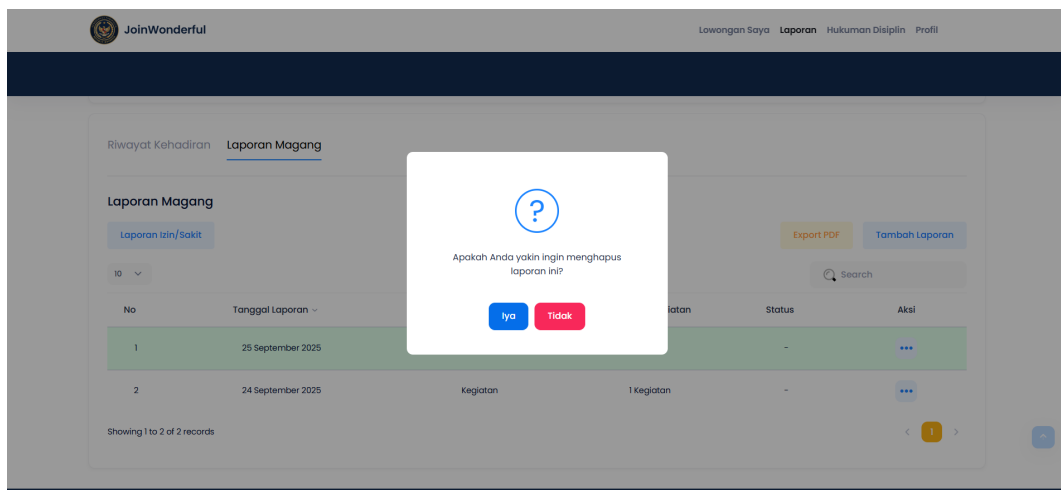 JoinWonderful
Lowongan Saya Laporan Hukuman Disiplin Profil
Riwayat Kehadiran Laporan Magang
Laporan Magang
Laporan Izin/Sakit Export PDF Tambah Laporan
10 Search
?
Apakah Anda yakin ingin menghapus
laporan ini?
Iya Tidak
No Tanggal Laporan iatan Status Aksi
1 25 September 2025 -
2 24 September 2025 Kegiatan 1 Kegiatan -
Showing 1 to 2 of 2 records < 1 >